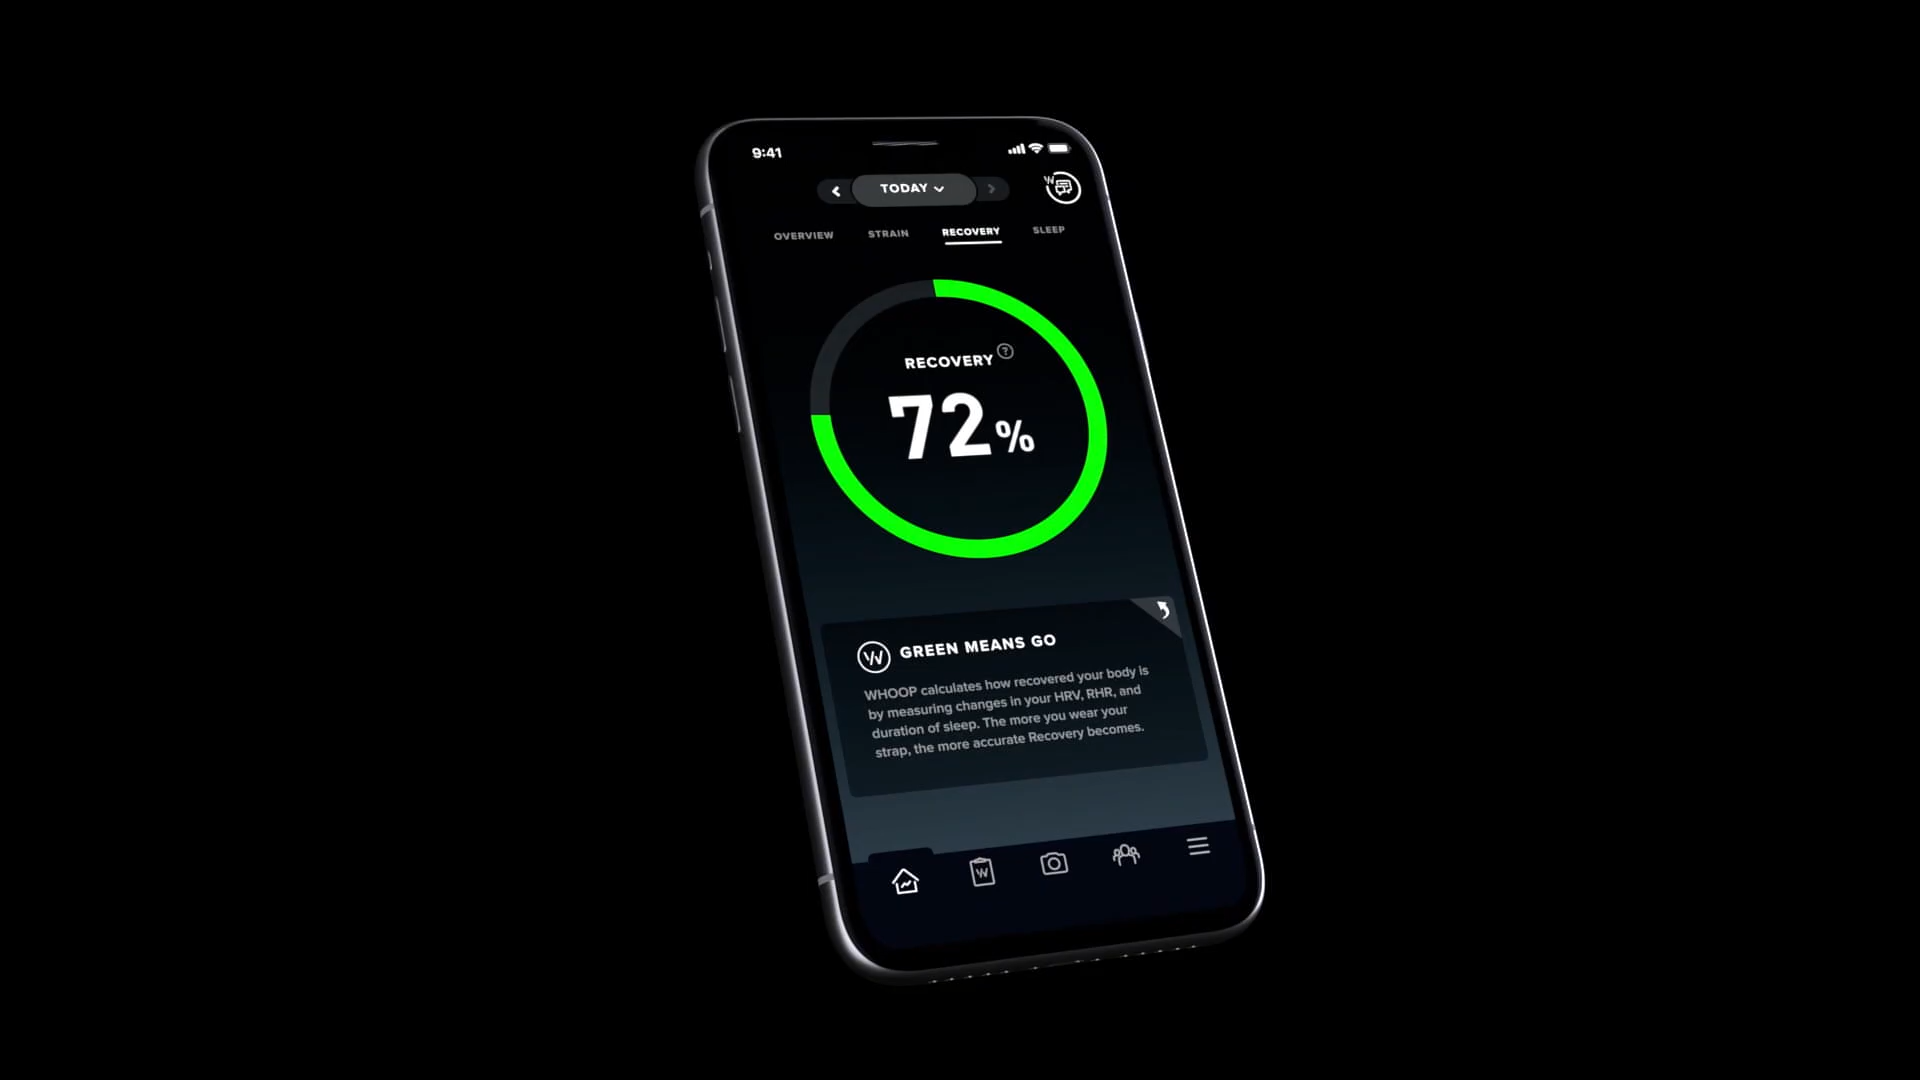 9:41
TODAY
OVERVIEW STRAIN RECOVERY SLEEP
RECOVERY ?
72%
GREEN MEANS GO
WHOOP calculates how recovered your body is
by measuring changes in your HRV, RHR, and
duration of sleep. The more you wear your
strap, the more accurate Recovery becomes.